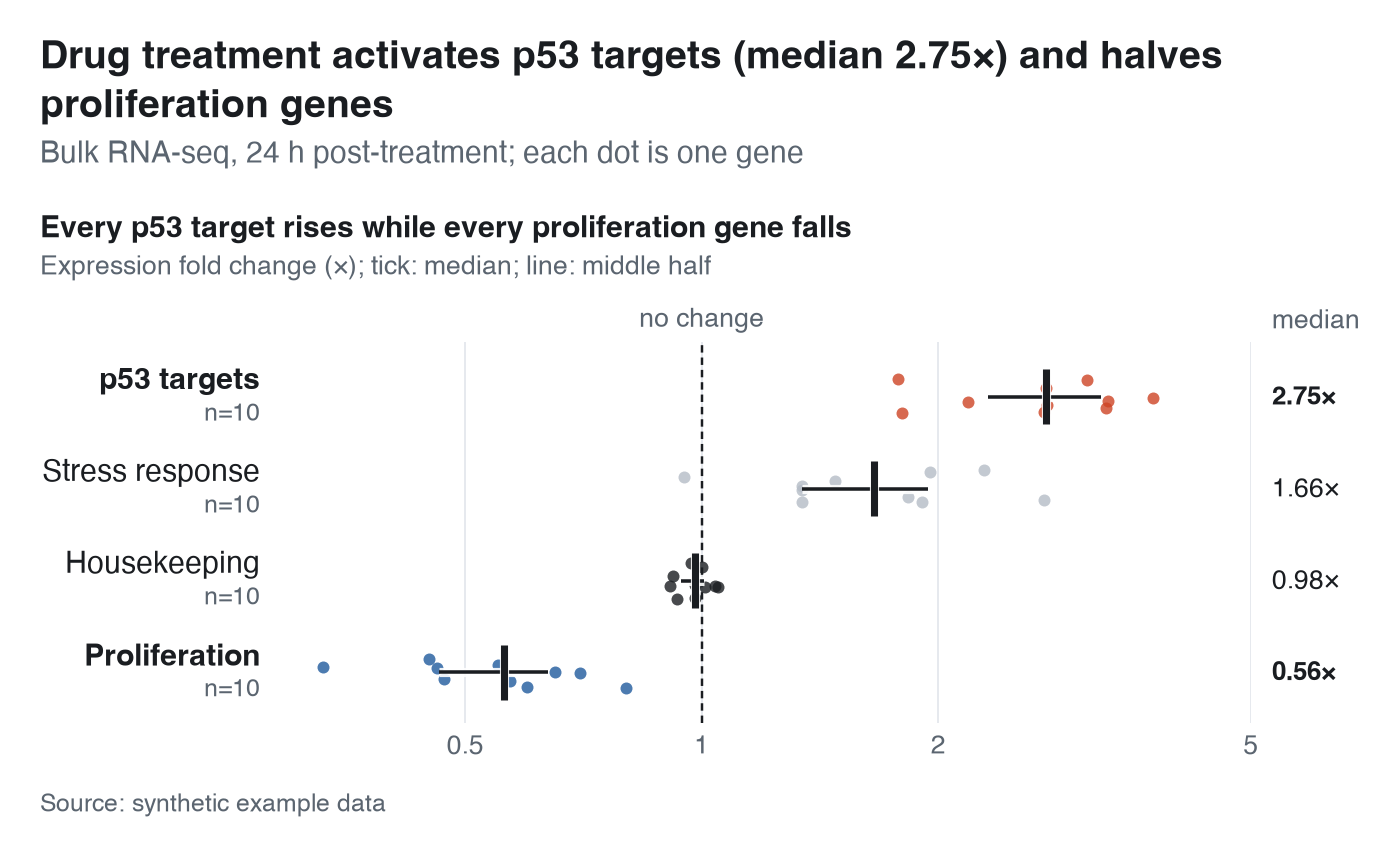 Drug treatment activates p53 targets (median 2.75×) and halves
proliferation genes
Bulk RNA-seq, 24 h post-treatment; each dot is one gene
Every p53 target rises while every proliferation gene falls
Expression fold change (×); tick: median; line: middle half
no change
median
p53 targets
n=10
2.75×
Stress response
n=10
1.66×
Housekeeping
n=10
0.98×
Proliferation
n=10
0.56×
0.5
1
2
5
Source: synthetic example data